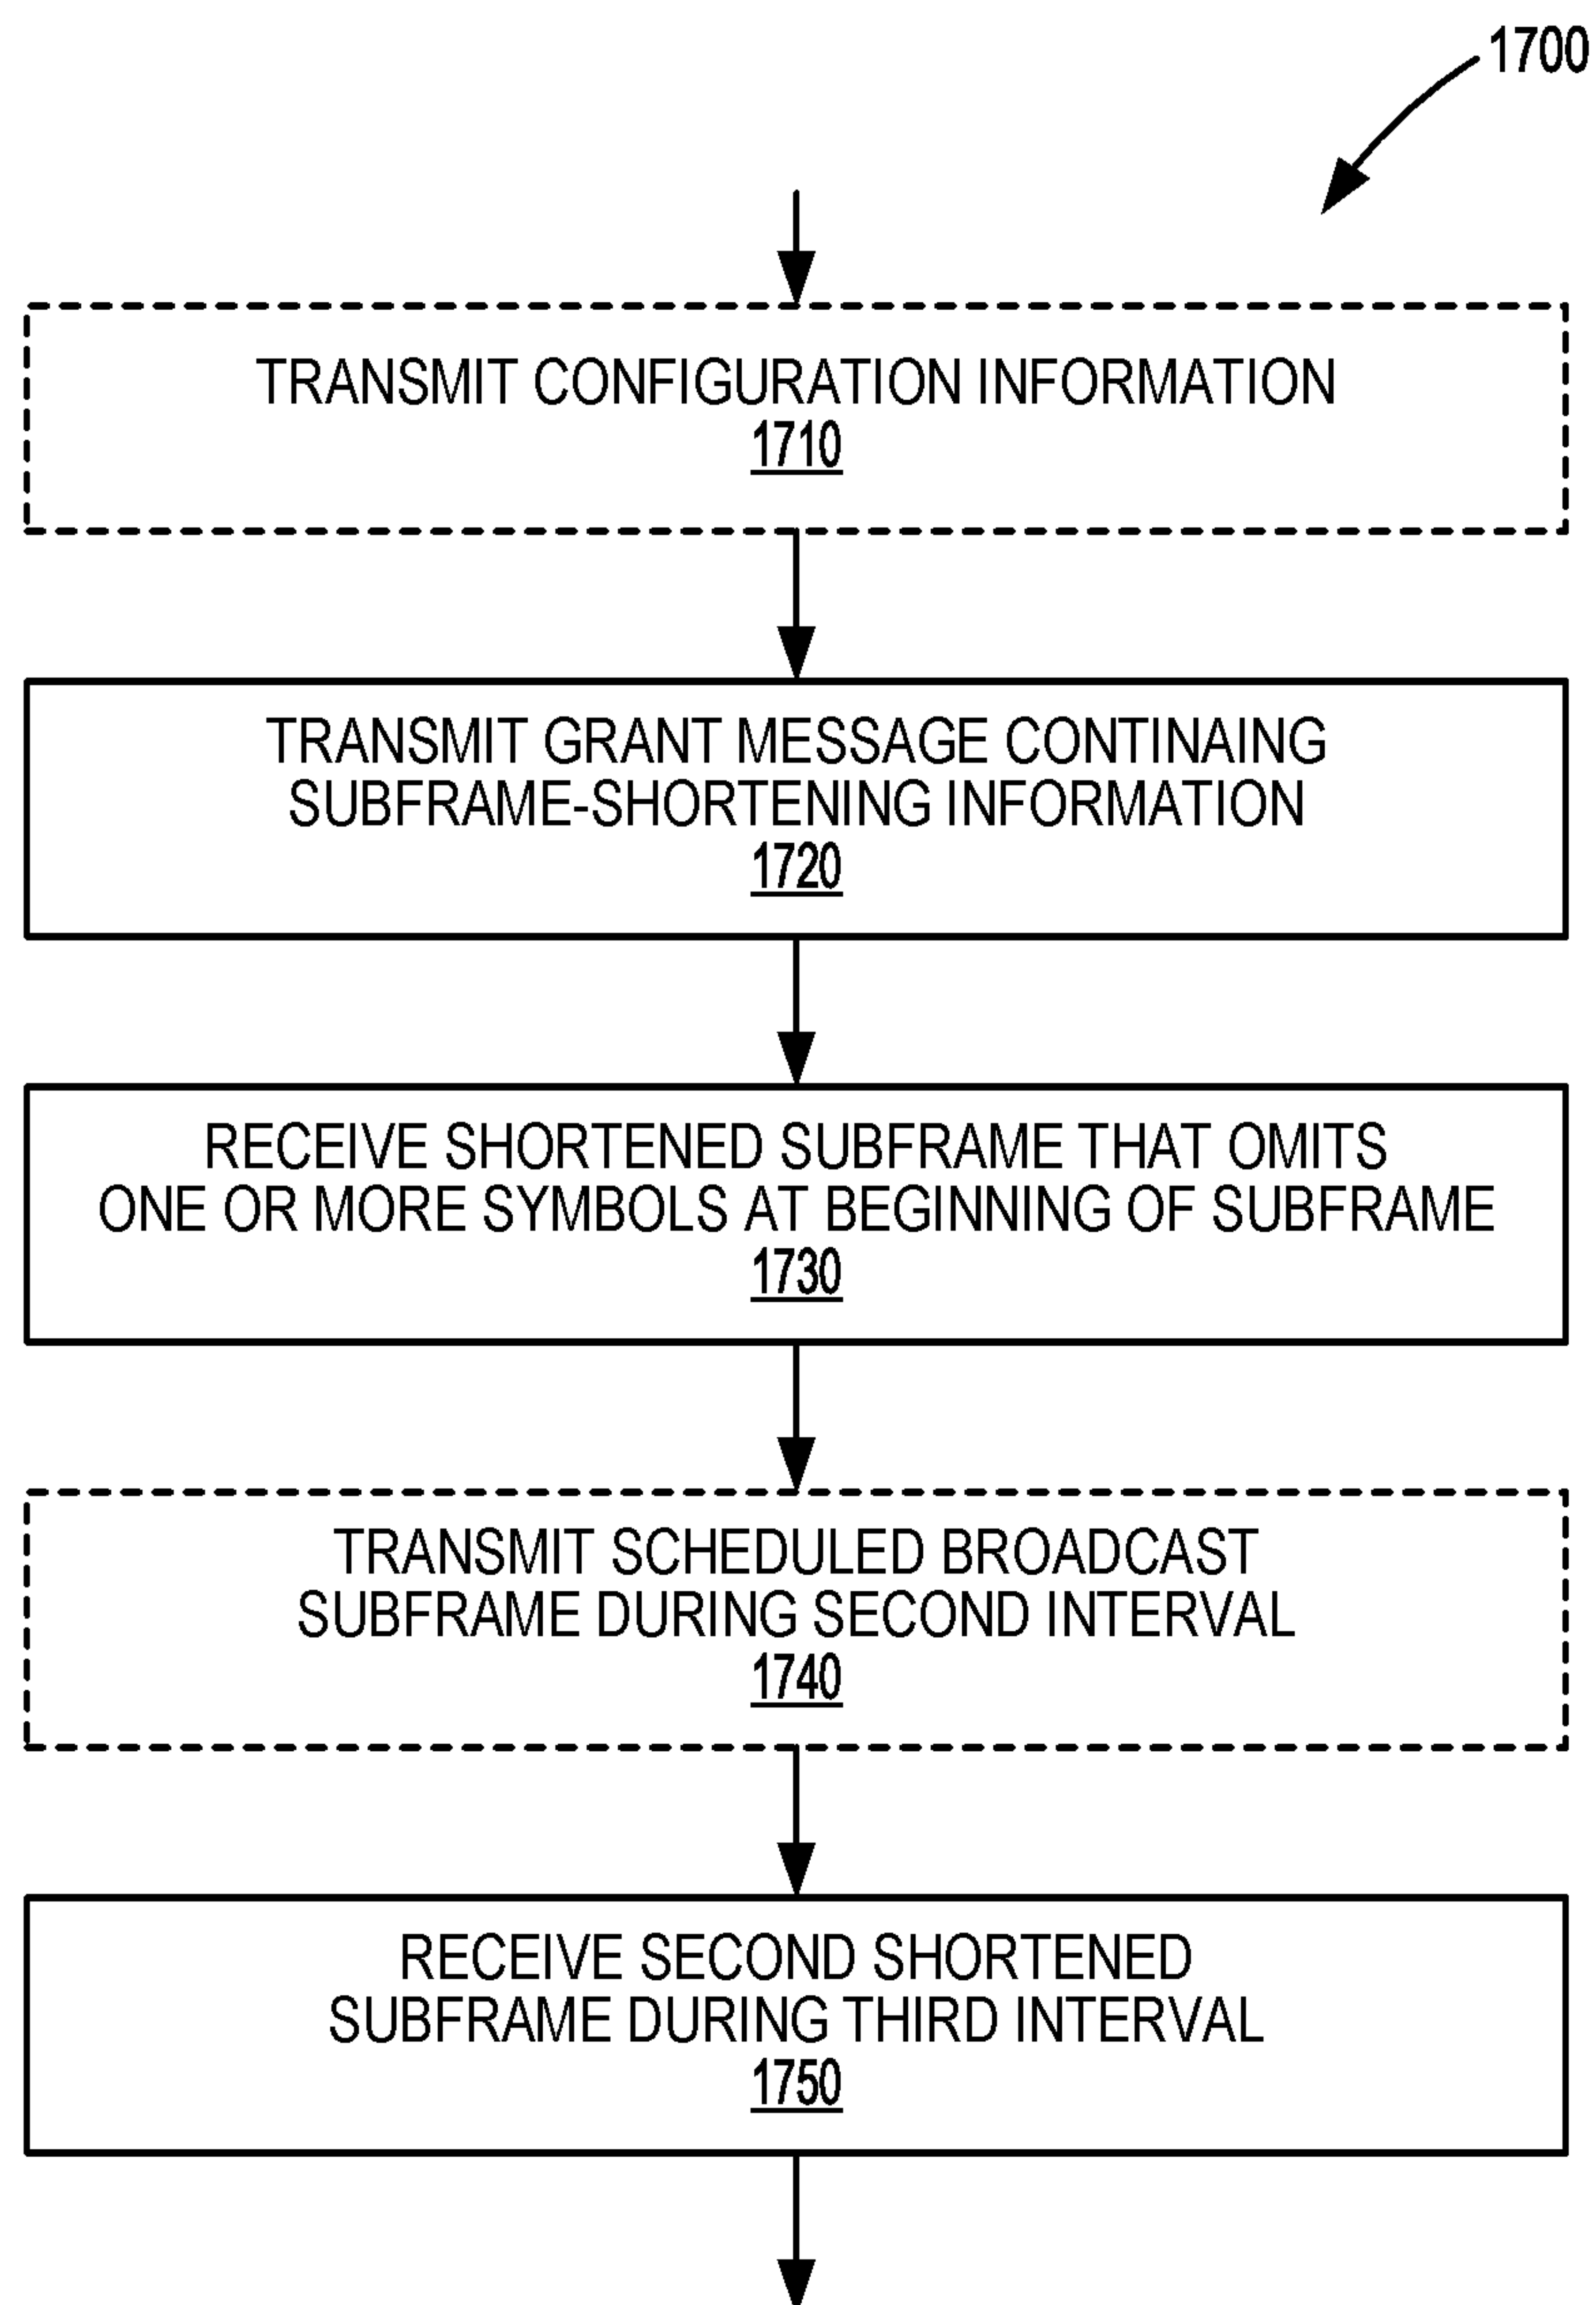 1700
TRANSMIT CONFIGURATION INFORMATION
1710
TRANSMIT GRANT MESSAGE CONTINAING
SUBFRAME-SHORTENING INFORMATION
1720
RECEIVE SHORTENED SUBFRAME THAT OMITS
ONE OR MORE SYMBOLS AT BEGINNING OF SUBFRAME
1730
TRANSMIT SCHEDULED BROADCAST
SUBFRAME DURING SECOND INTERVAL
1740
RECEIVE SECOND SHORTENED
SUBFRAME DURING THIRD INTERVAL
1750